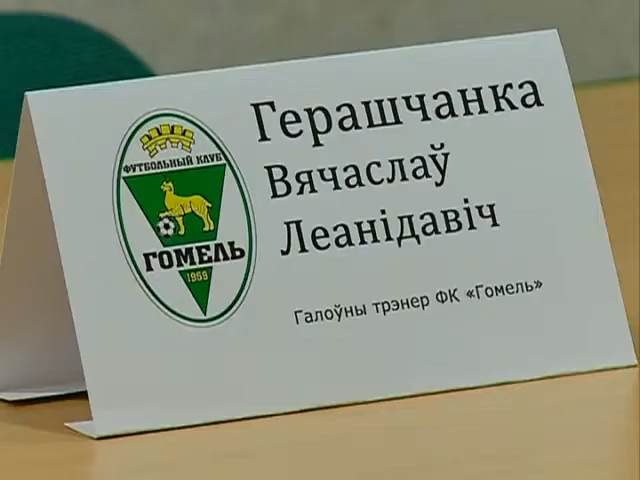 ФУТБОЛЬНЫЙ КЛУБ
ГОМЕЛЬ
1959
Герашчанка
Вячаслаў
Леанідавіч
Галоўны трэнер ФК «Гомель»